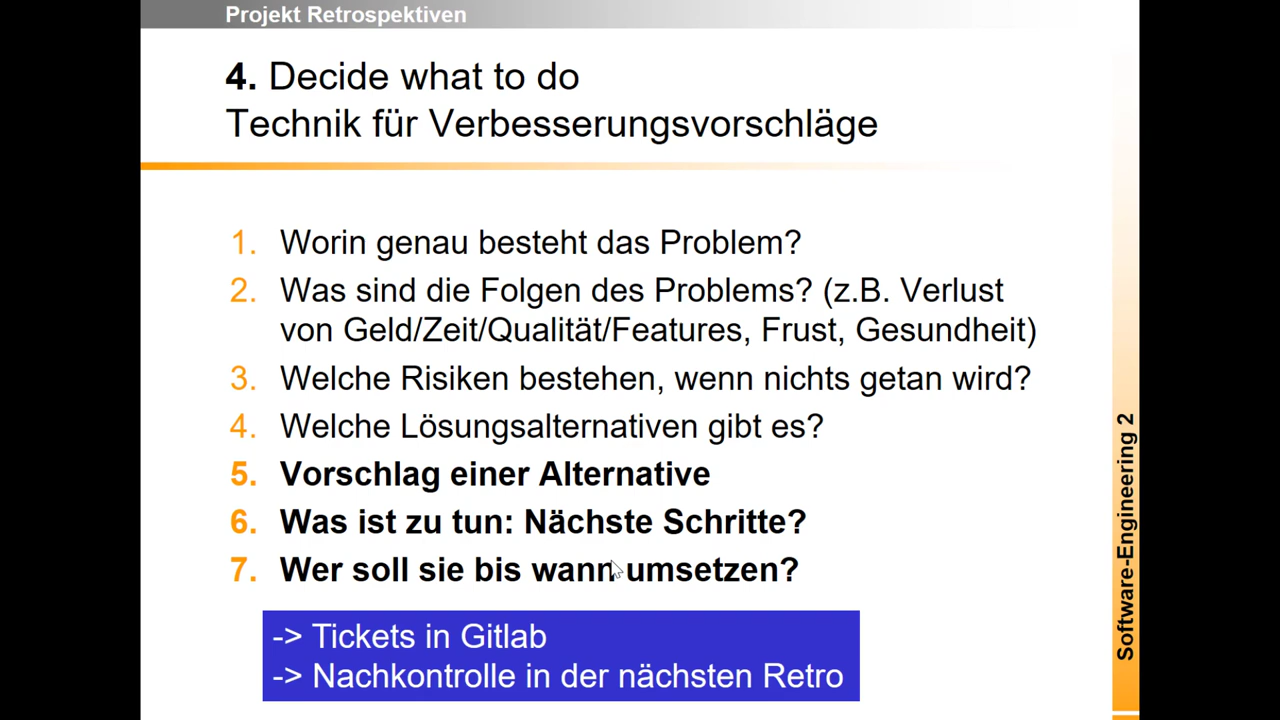 Projekt Retrospektiven
4. Decide what to do
Technik für Verbesserungsvorschläge
1. Worin genau besteht das Problem?
2. Was sind die Folgen des Problems? (z.B. Verlust
von Geld/Zeit/Qualität/Features, Frust, Gesundheit)
3. Welche Risiken bestehen, wenn nichts getan wird?
4. Welche Lösungsalternativen gibt es?
5. Vorschlag einer Alternative
6. Was ist zu tun: Nächste Schritte?
7. Wer soll sie bis wann umsetzen?
-> Tickets in Gitlab
-> Nachkontrolle in der nächsten Retro
Software-Engineering 2